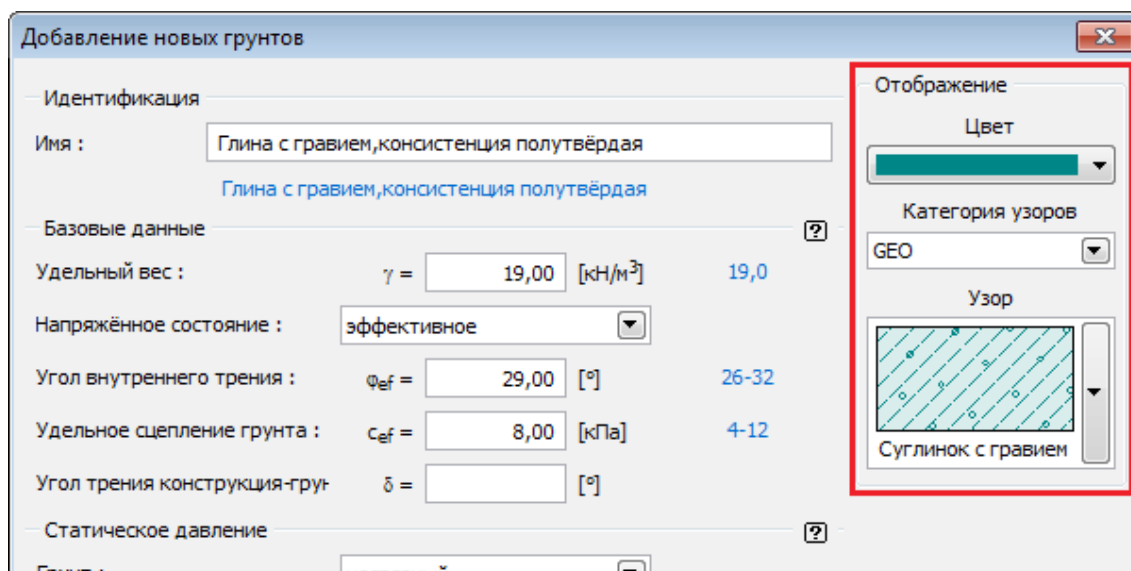 Добавление новых грунтов
Идентификация
Имя :
Глина с гравием,консистенция полутвёрдая
Глина с гравием,консистенция полутвёрдая
Базовые данные
Удельный вес :
γ =
19,00
[кН/м³]
19,0
Напряжённое состояние :
эффективное
Угол внутреннего трения :
φef =
29,00
[°]
26-32
Удельное сцепление грунта :
cef =
8,00
[кПа]
4-12
Угол трения конструкция-грун
δ =
[°]
Статическое давление
Отображение
Цвет
Категория узоров
GEO
Узор
Суглинок с гравием